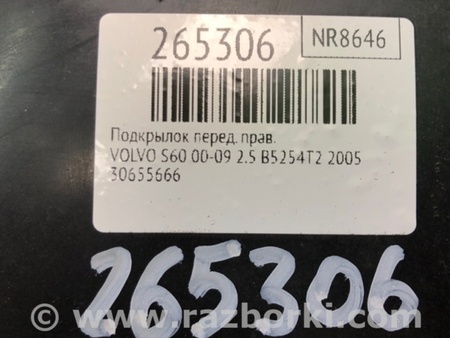 265306
NR8646
Подкрылок перед. прав.
VOLVO S60 00-09 2.5 B5254T2 2005
30655666
265306
© www.razborki.com